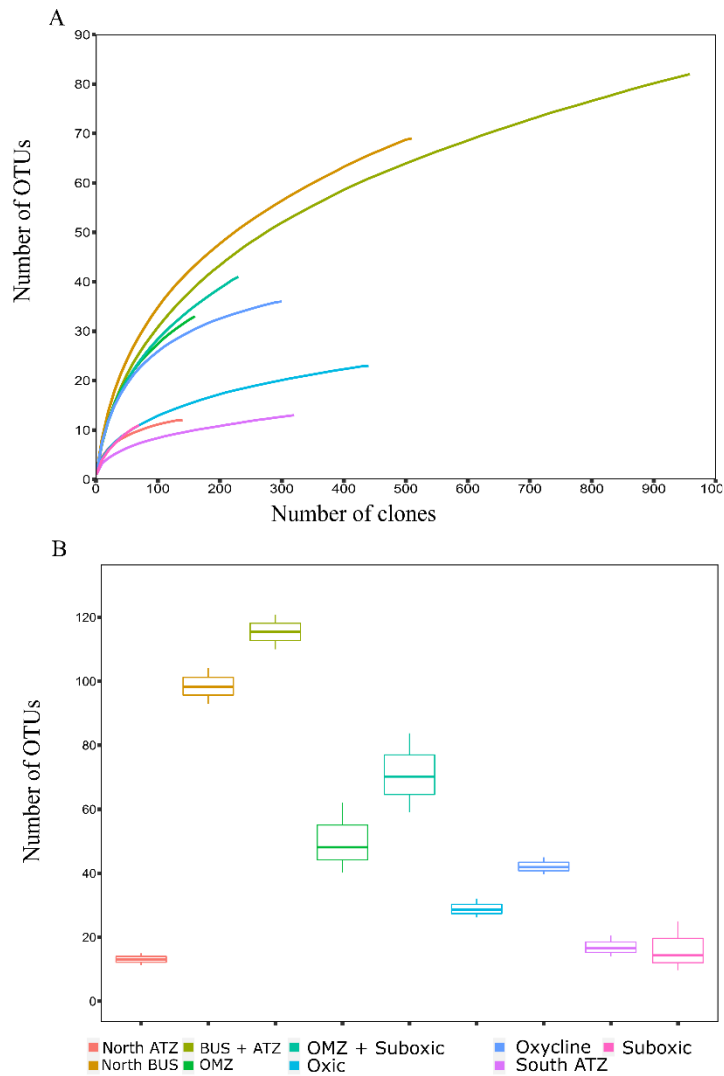 A
Number of OTUs
90
80
70
60
50
40
30
20
10
0
0 100 200 300 400 500 600 700 800 900 1000
Number of clones
B
Number of OTUs
120
100
80
60
40
20
0
North ATZ BUS + ATZ OMZ + Suboxic Oxycline Suboxic
North BUS OMZ Oxic South ATZ